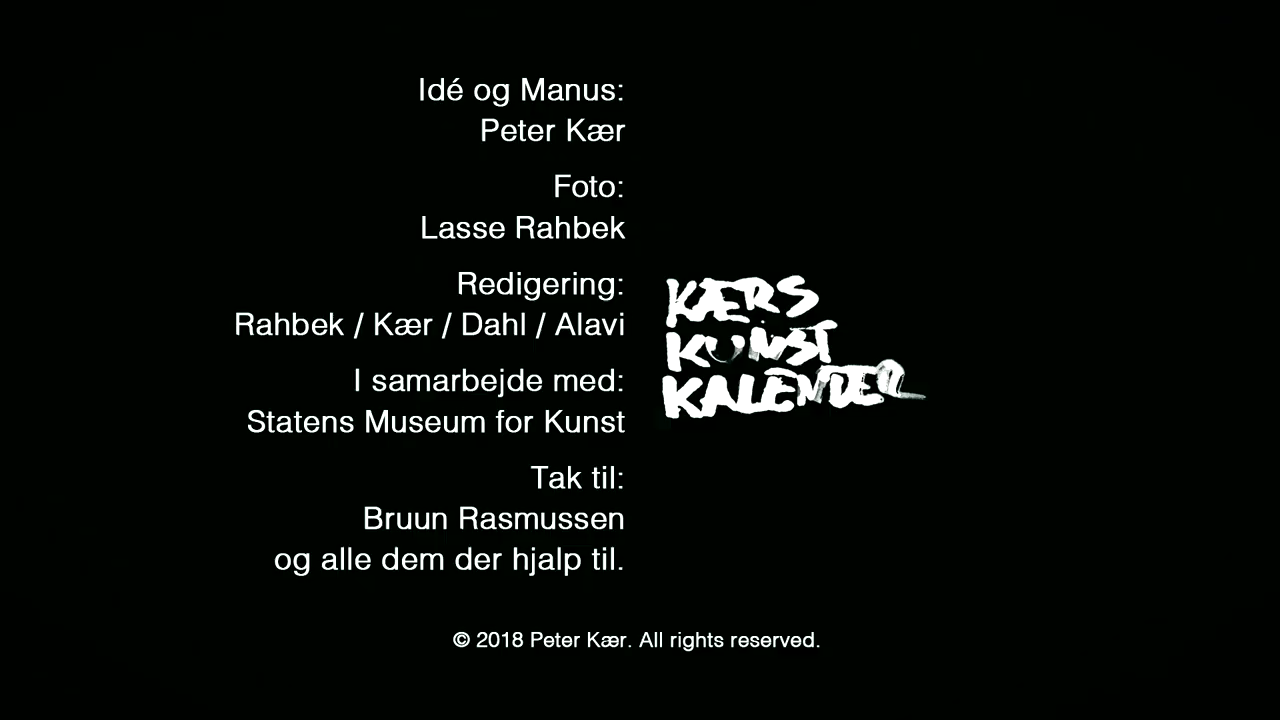 Idé og Manus:
Peter Kær
Foto:
Lasse Rahbek
Redigering:
Rahbek / Kær / Dahl / Alavi
I samarbejde med:
Statens Museum for Kunst
Tak til:
Bruun Rasmussen
og alle dem der hjalp til.
KÆRS
KUNST
KALENDER
© 2018 Peter Kær. All rights reserved.